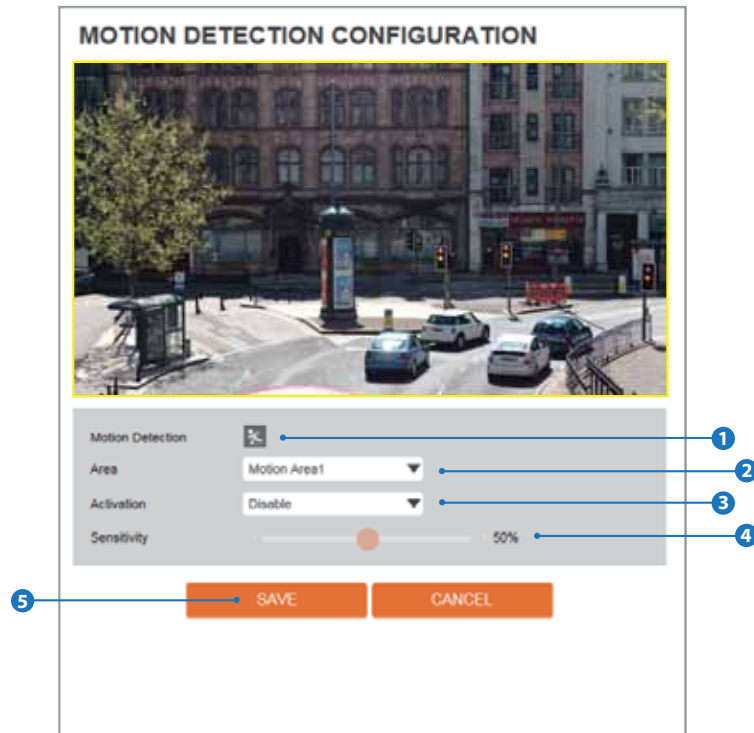 MOTION DETECTION CONFIGURATION
Motion Detection
1
Area
Motion Area1
2
Activation
Disable
3
Sensitivity
50%
4
5
SAVE
CANCEL